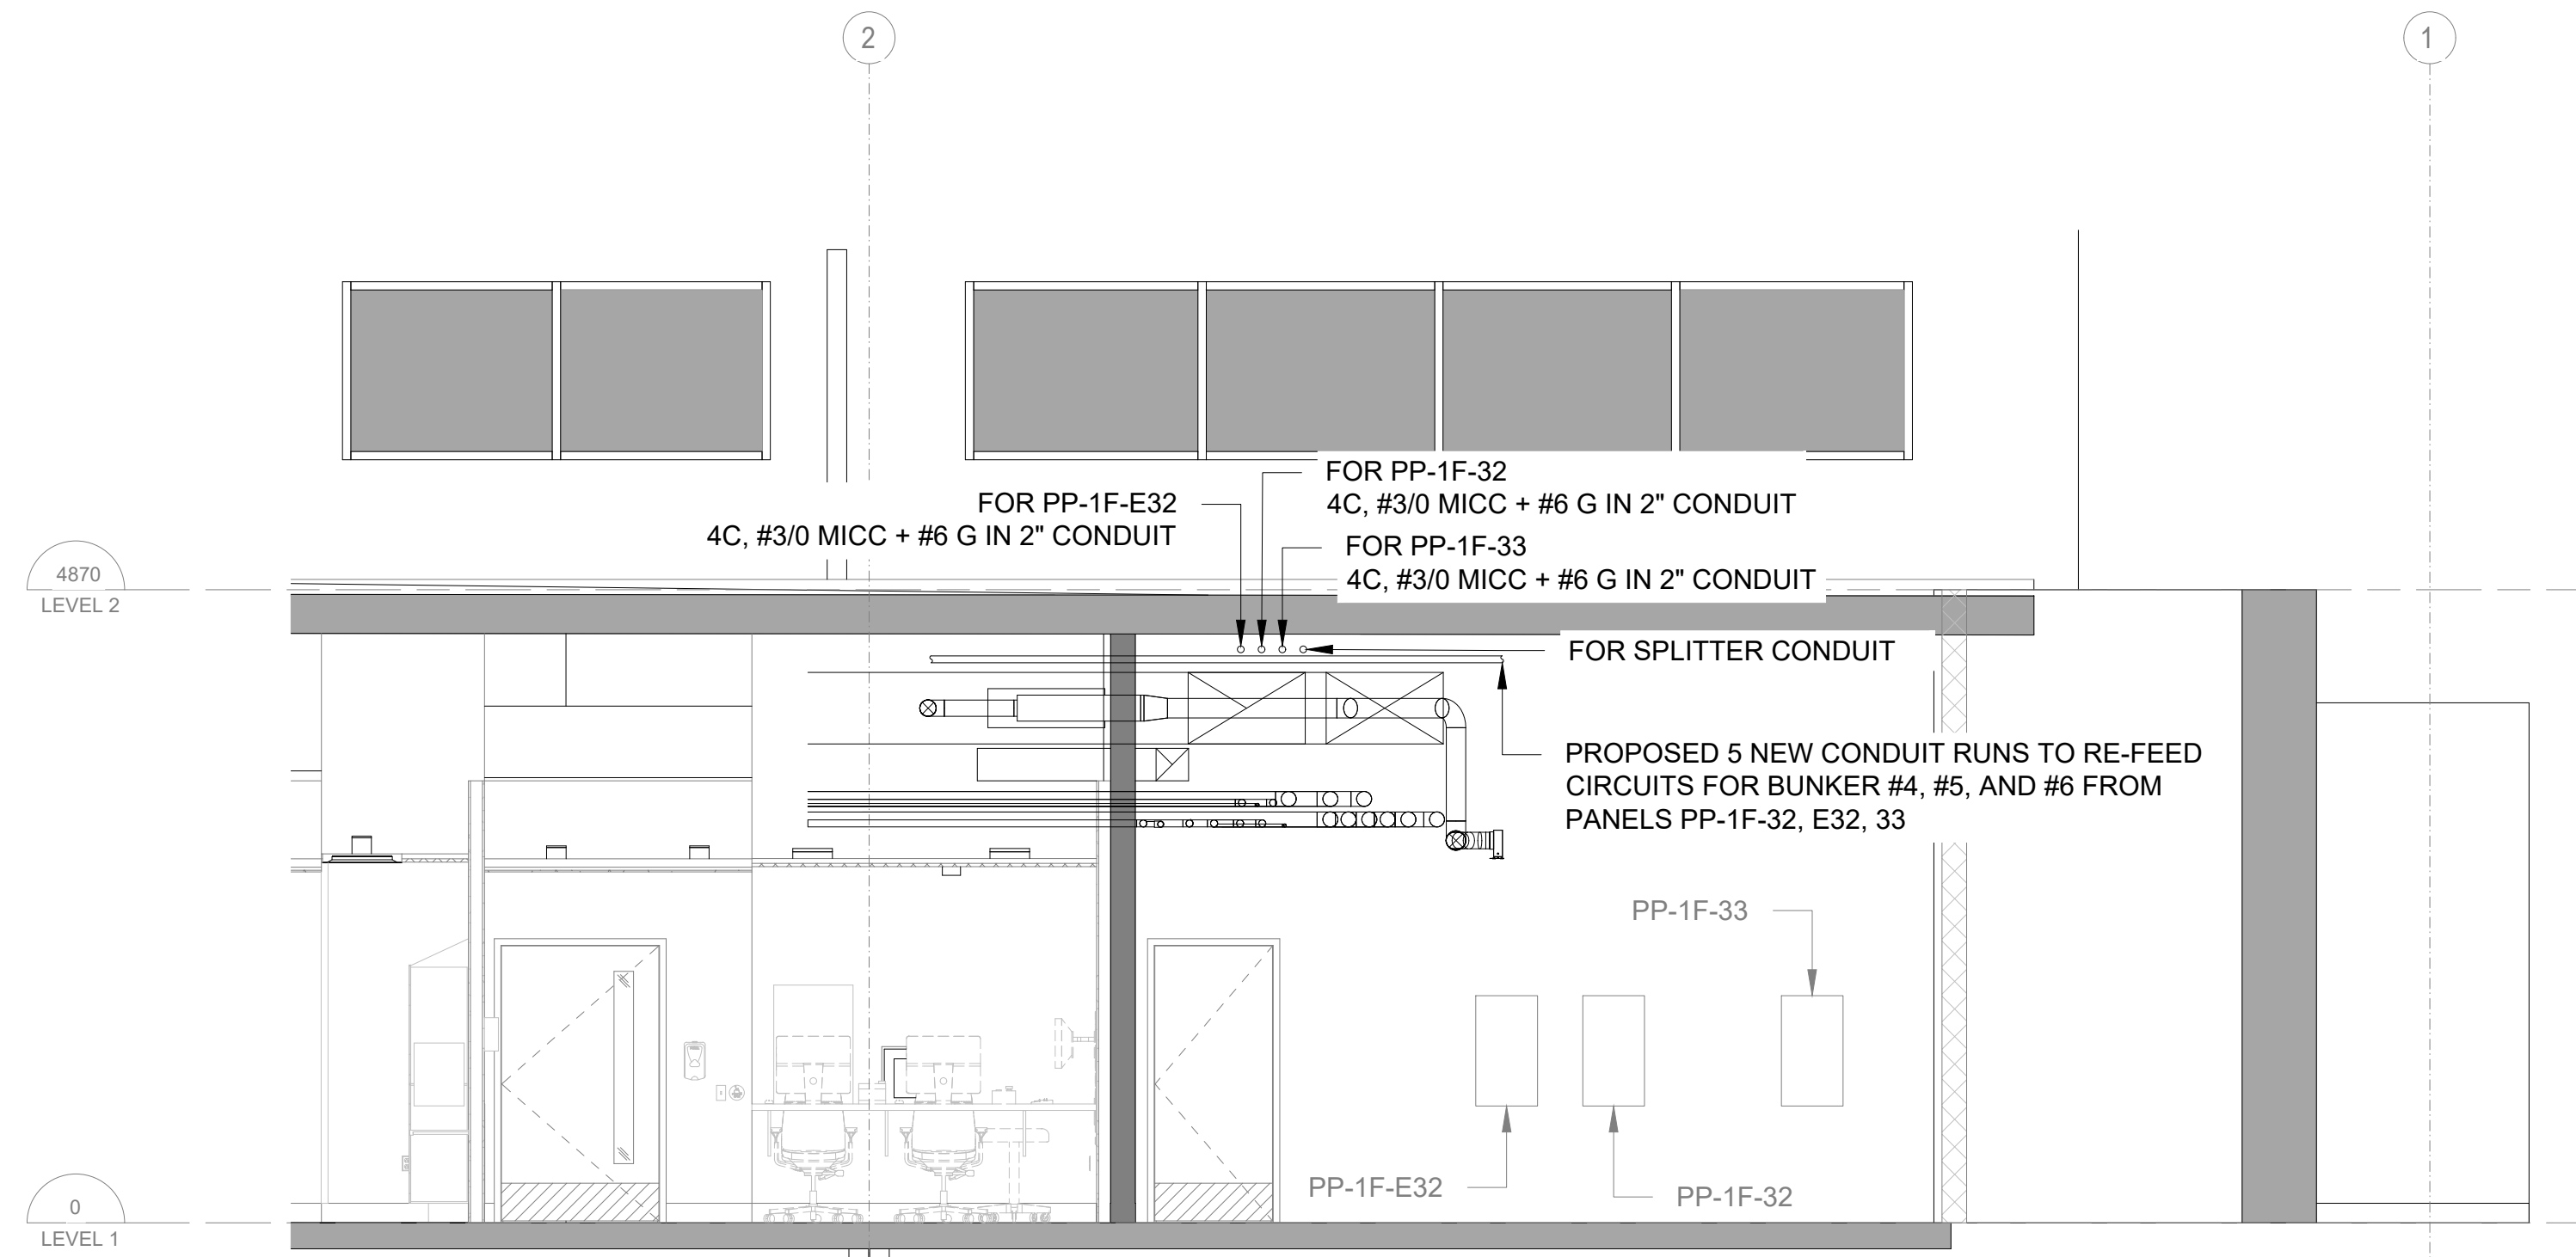 2
1
FOR PP-1F-32
4C, #3/0 MICC + #6 G IN 2" CONDUIT
FOR PP-1F-E32
4C, #3/0 MICC + #6 G IN 2" CONDUIT
FOR PP-1F-33
4C, #3/0 MICC + #6 G IN 2" CONDUIT
4870
LEVEL 2
FOR SPLITTER CONDUIT
PROPOSED 5 NEW CONDUIT RUNS TO RE-FEED
CIRCUITS FOR BUNKER #4, #5, AND #6 FROM
PANELS PP-1F-32, E32, 33
PP-1F-33
PP-1F-E32
PP-1F-32
0
LEVEL 1